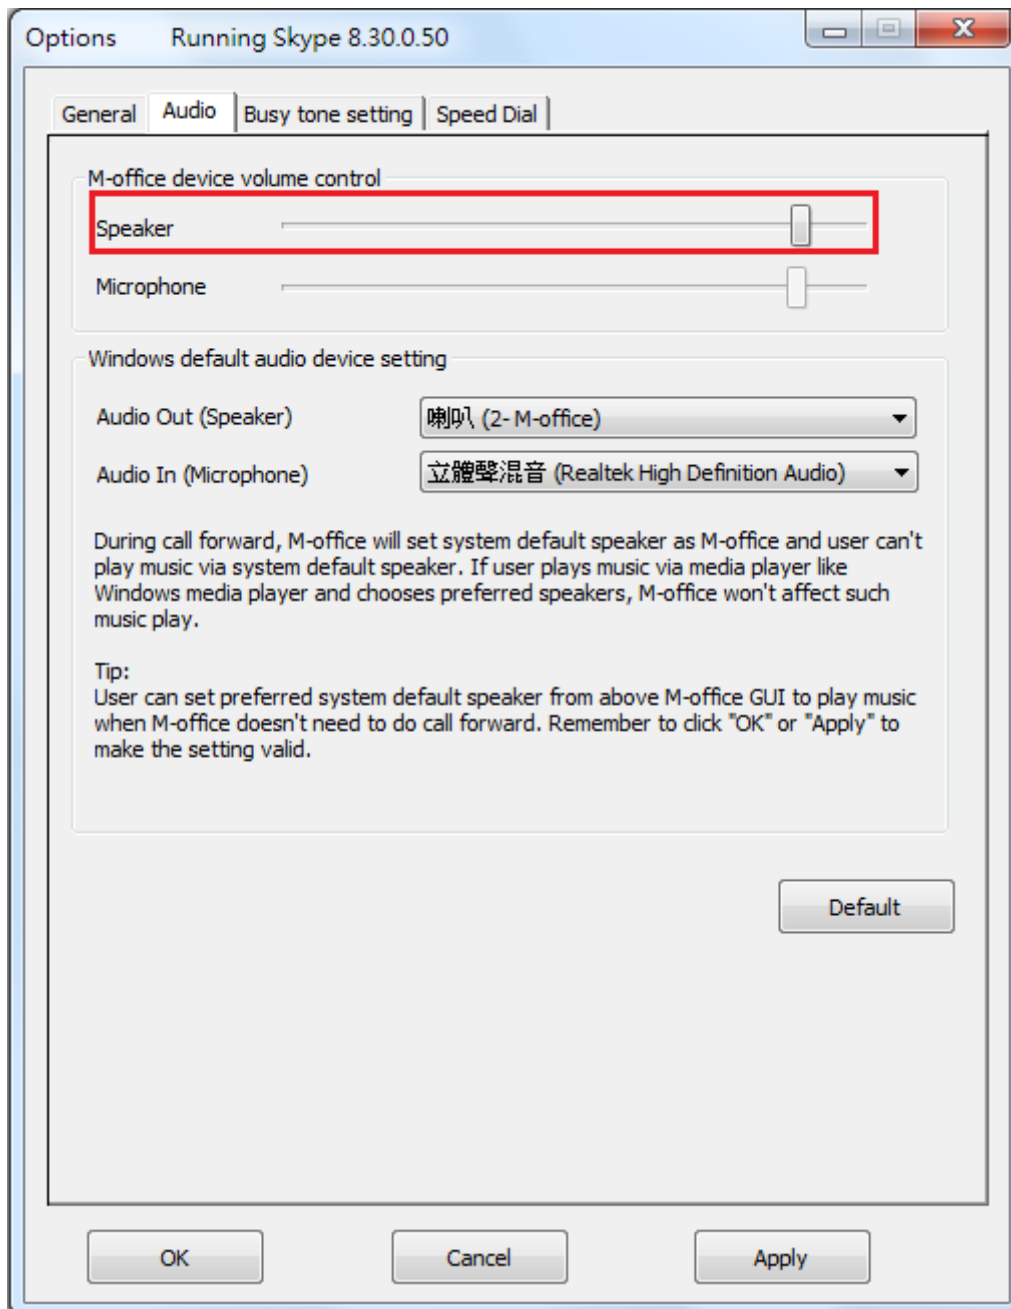 Options Running Skype 8.30.0.50
General Audio Busy tone setting Speed Dial
M-office device volume control
Speaker
Microphone
Windows default audio device setting
Audio Out (Speaker) 喇叭 (2- M-office)
Audio In (Microphone) 立體聲混音 (Realtek High Definition Audio)
During call forward, M-office will set system default speaker as M-office and user can't
play music via system default speaker. If user plays music via media player like
Windows media player and chooses preferred speakers, M-office won't affect such
music play.
Tip:
User can set preferred system default speaker from above M-office GUI to play music
when M-office doesn't need to do call forward. Remember to click "OK" or "Apply" to
make the setting valid.
Default
OK Cancel Apply